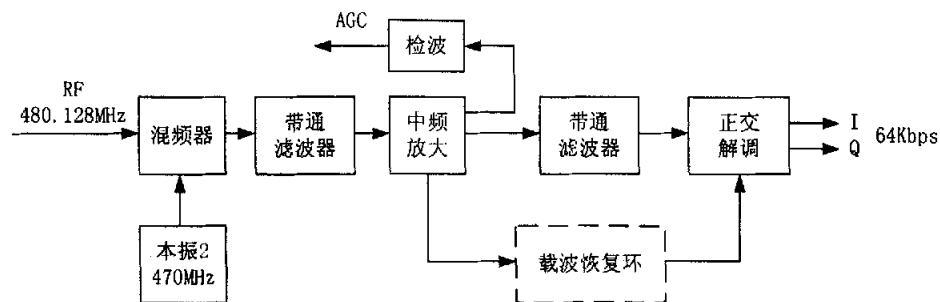 AGC
检波
RF
480.128MHz
混频器
带通
滤波器
中频
放大
带通
滤波器
正交
解调
I
Q
64Kbps
本振2
470MHz
载波恢复环